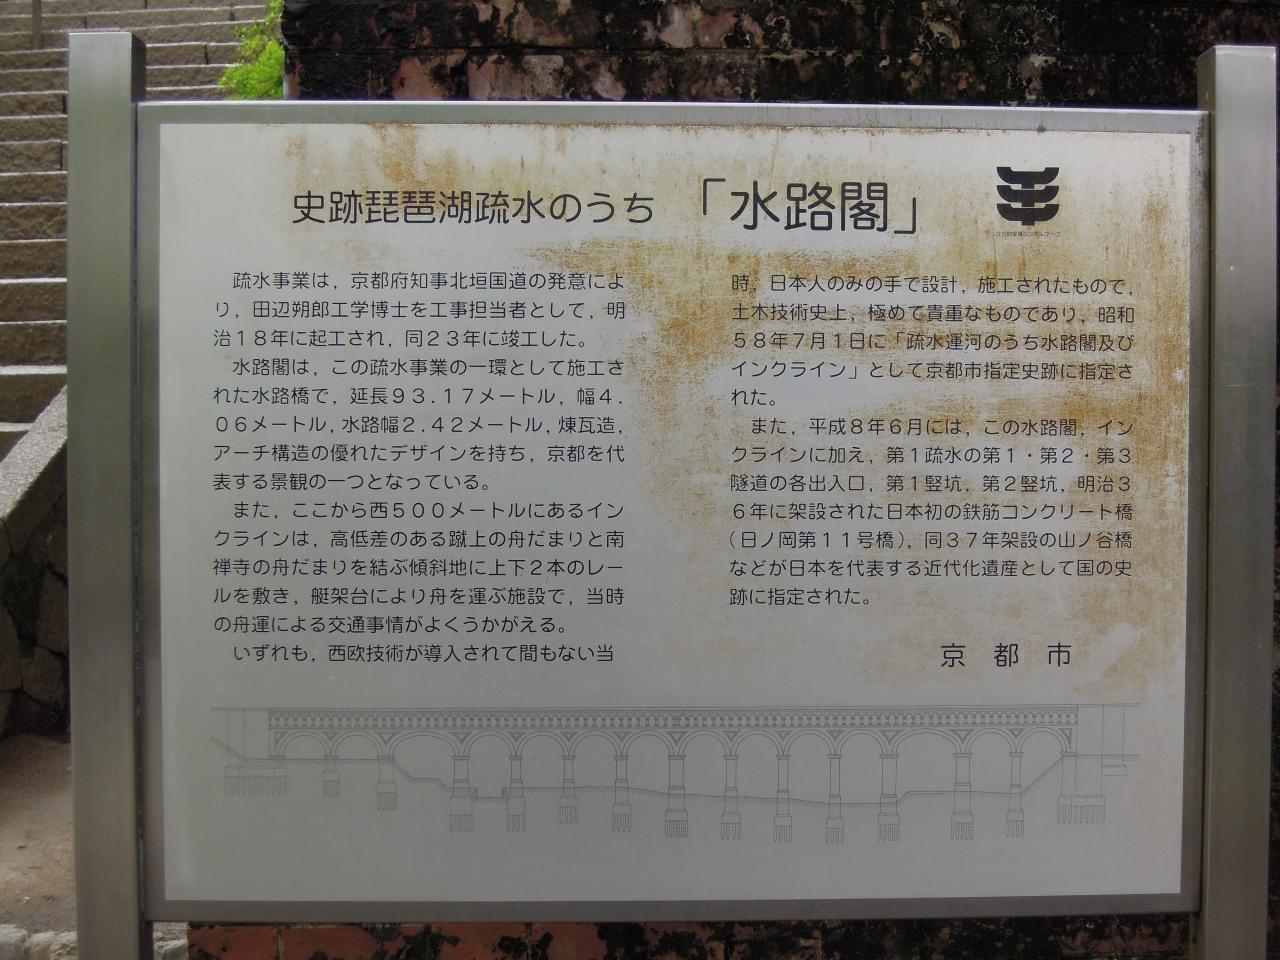 史跡琵琶湖疏水のうち 「水路閣」
文化財愛護シンボルマーク
疏水事業は，京都府知事北垣国道の発意によ
り，田辺朔郎工学博士を工事担当者として，明
治１８年に起工され，同２３年に竣工した。
水路閣は，この疏水事業の一環として施工さ
れた水路橋で，延長９３．１７メートル，幅４．
０６メートル，水路幅２．４２メートル，煉瓦造，
アーチ構造の優れたデザインを持ち，京都を代
表する景観の一つとなっている。
また，ここから西５００メートルにあるイン
クラインは，高低差のある蹴上の舟だまりと南
禅寺の舟だまりを結ぶ傾斜地に上下２本のレー
ルを敷き，艇架台により舟を運ぶ施設で，当時
の舟運による交通事情がよくうかがえる。
いずれも，西欧技術が導入されて間もない当
時，日本人のみの手で設計，施工されたもので，
土木技術史上，極めて貴重なものであり，昭和
５８年７月１日に「疏水運河のうち水路閣及び
インクライン」として京都市指定史跡に指定さ
れた。
また，平成８年６月には，この水路閣，イン
クラインに加え，第１疏水の第１・第２・第３
隧道の各出入口，第１竪坑，第２竪坑，明治３
６年に架設された日本初の鉄筋コンクリート橋
（日ノ岡第１１号橋），同３７年架設の山ノ谷橋
などが日本を代表する近代化遺産として国の史
跡に指定された。
京都市